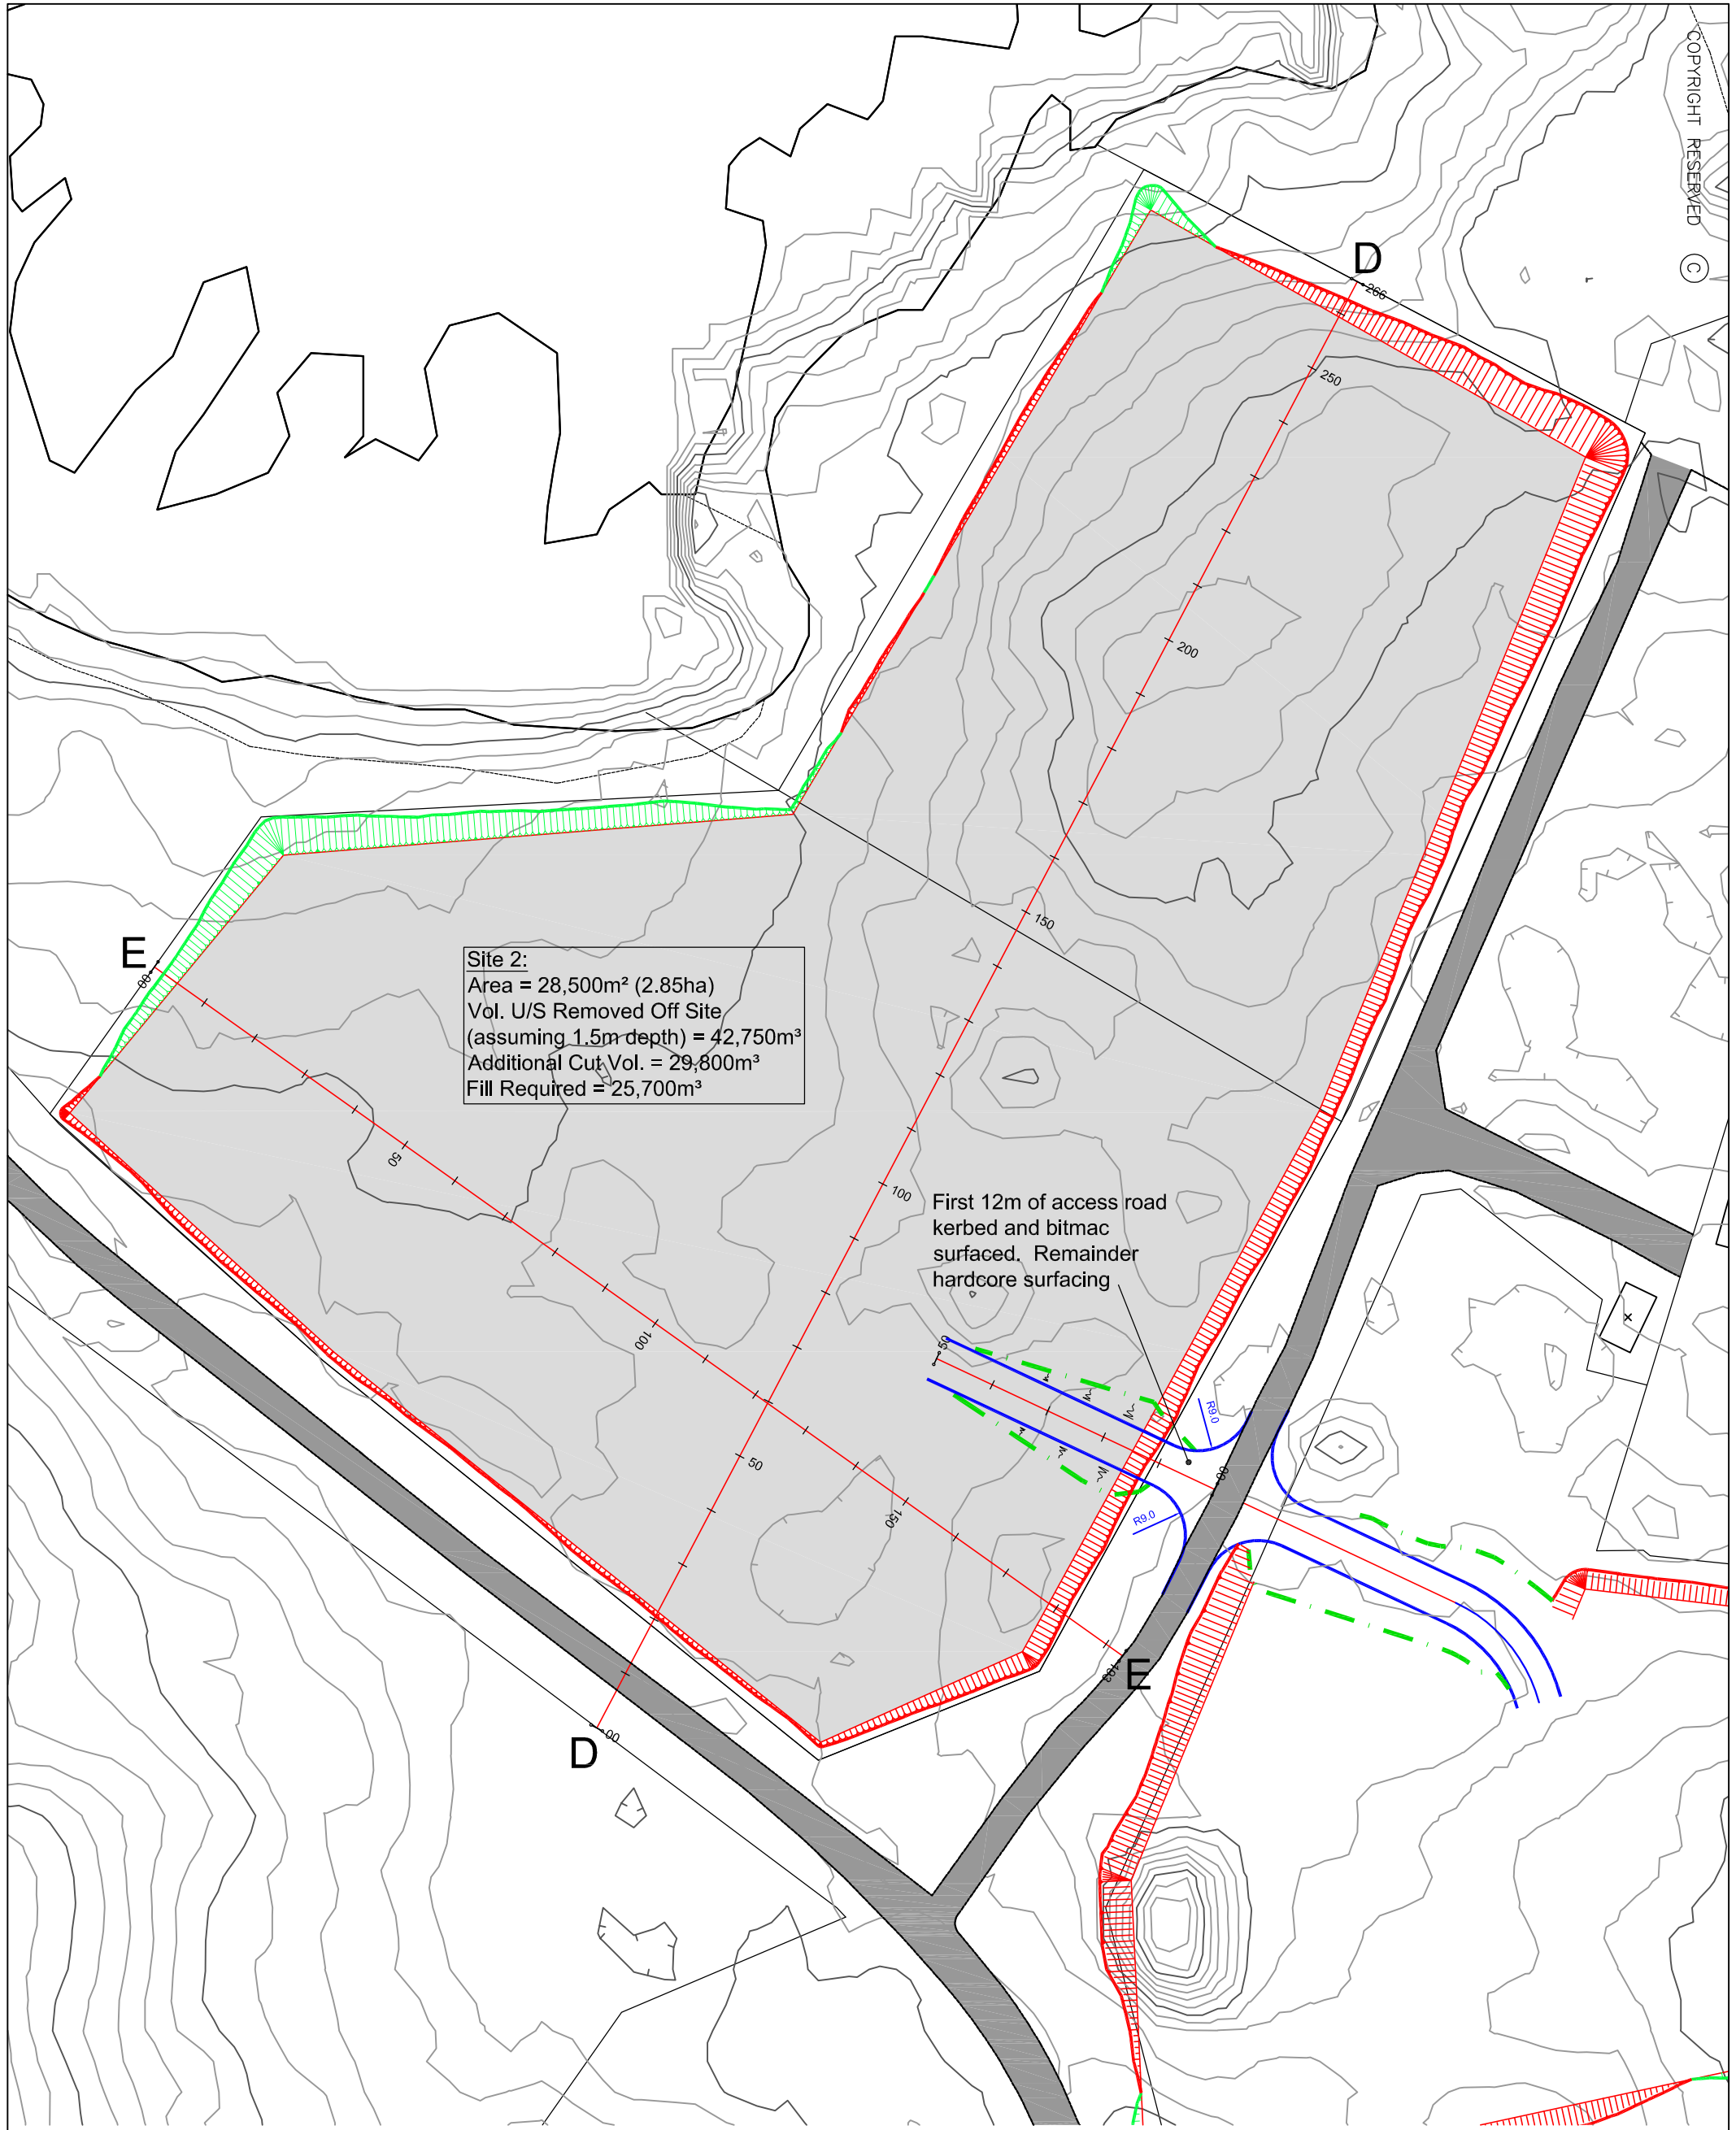 COPYRIGHT RESERVED C
D
266
250
200
150
E
00
Site 2:
Area = 28,500m² (2.85ha)
Vol. U/S Removed Off Site
(assuming 1.5m depth) = 42,750m³
Additional Cut Vol. = 29,800m³
Fill Required = 25,700m³
50
100
First 12m of access road
kerbed and bitmac
surfaced. Remainder
hardcore surfacing
50
100
R9.0
00
50
150
R9.0
193
E
00
D